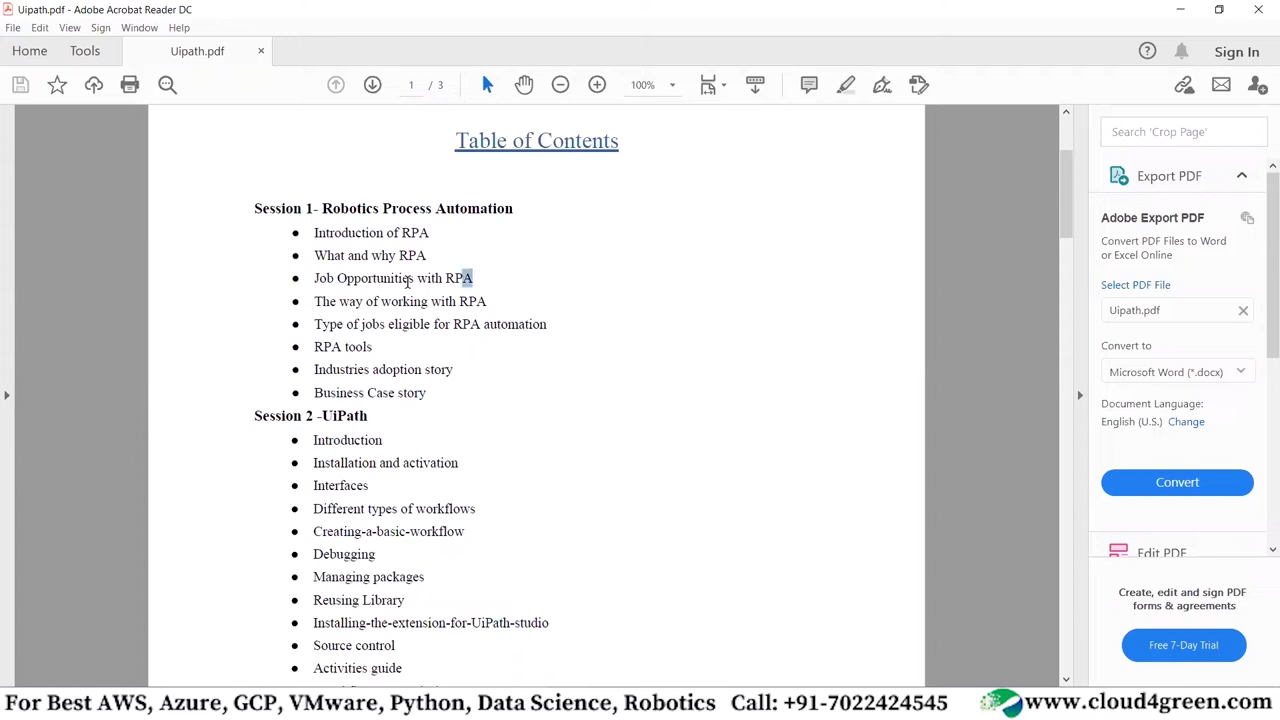 Uipath.pdf - Adobe Acrobat Reader DC
File Edit View Sign Window Help
Home Tools Uipath.pdf × Sign In
1 / 3 100%
Table of Contents
Session 1- Robotics Process Automation
● Introduction of RPA
● What and why RPA
● Job Opportunities with RPA
● The way of working with RPA
● Type of jobs eligible for RPA automation
● RPA tools
● Industries adoption story
● Business Case story
Session 2 -UiPath
● Introduction
● Installation and activation
● Interfaces
● Different types of workflows
● Creating-a-basic-workflow
● Debugging
● Managing packages
● Reusing Library
● Installing-the-extension-for-UiPath-studio
● Source control
● Activities guide
Search 'Crop Page'
Export PDF
Adobe Export PDF
Convert PDF Files to Word
or Excel Online
Select PDF File
Uipath.pdf
Convert to
Microsoft Word (*.docx)
Document Language:
English (U.S.) Change
Convert
Edit PDF
Create, edit and sign PDF
forms & agreements
Free 7-Day Trial
For Best AWS, Azure, GCP, VMware, Python, Data Science, Robotics Call: +91-7022424545 www.cloud4green.com